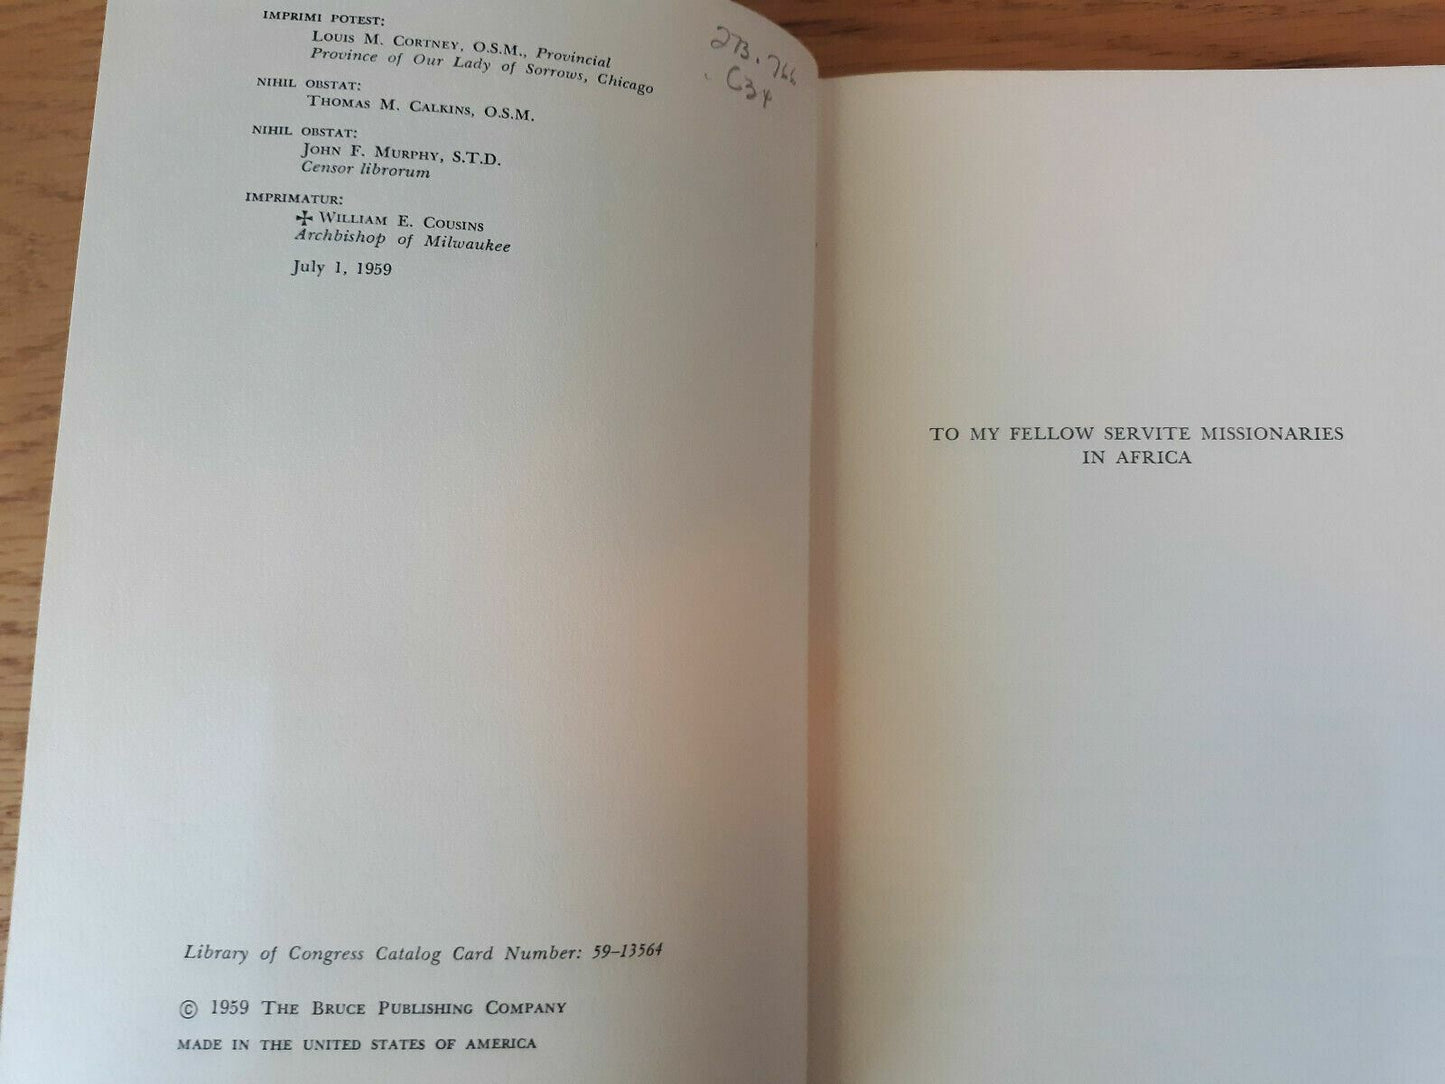 IMPRIMI POTEST:
LOUIS M. CORTNEY, O.S.M., Provincial
Province of Our Lady of Sorrows, Chicago
NIHIL OBSTAT:
THOMAS M. CALKINS, O.S.M.
NIHIL OBSTAT:
JOHN F. MURPHY, S.T.D.
Censor librorum
IMPRIMATUR:
✠ WILLIAM E. COUSINS
Archbishop of Milwaukee
July 1, 1959
273.766
C34
Library of Congress Catalog Card Number: 59–13564
© 1959 THE BRUCE PUBLISHING COMPANY
MADE IN THE UNITED STATES OF AMERICA
TO MY FELLOW SERVITE MISSIONARIES
IN AFRICA